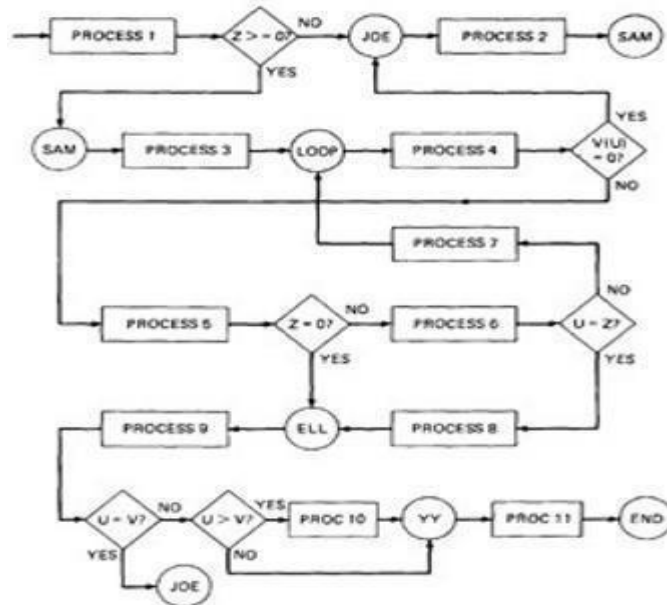 PROCESS 1
Z > = 0?
NO
JOE
PROCESS 2
SAM
YES
YES
SAM
PROCESS 3
LOOP
PROCESS 4
V(U)
= 0?
NO
PROCESS 7
NO
PROCESS 5
Z = 0?
NO
PROCESS 6
U = Z?
YES
YES
PROCESS 9
ELL
PROCESS 8
U = V?
NO
U > V?
YES
PROC 10
YY
PROC 11
END
YES
NO
JOE